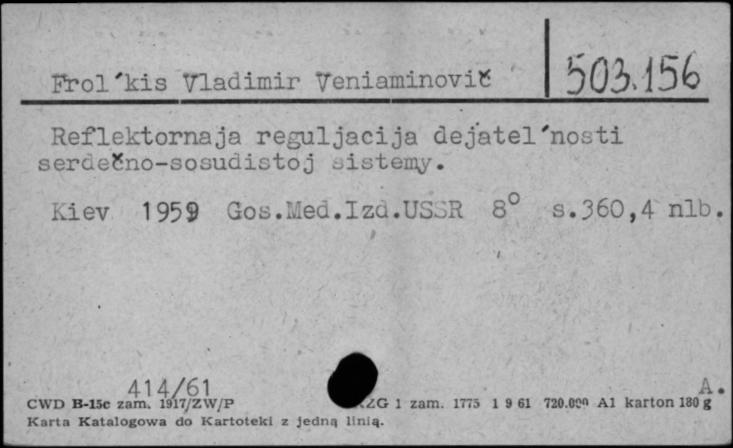 Frol´kis Vladimir Veniaminovič
503.156
Reflektornaja reguljacija dejatel´nosti
serdečno-sosudistoj sistemy.
Kiev 1959 Gos.Med.Izd.USSR 8° s.360,4 nlb.
414/61 A.
CWD B-15c zam. 1917/ZW/P KZG 1 zam. 1775 1 9 61 720.000 A1 karton 180 g
Karta Katalogowa do Kartoteki z jedną linią.